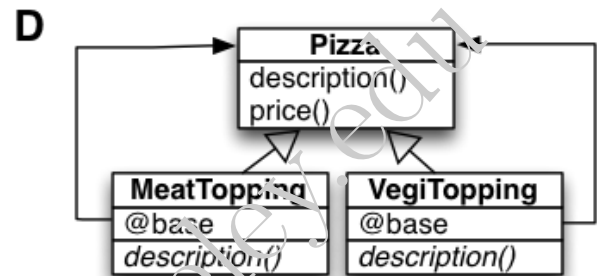 D
Pizza
description()
price()
MeatTopping
@base
description()
VegiTopping
@base
description()